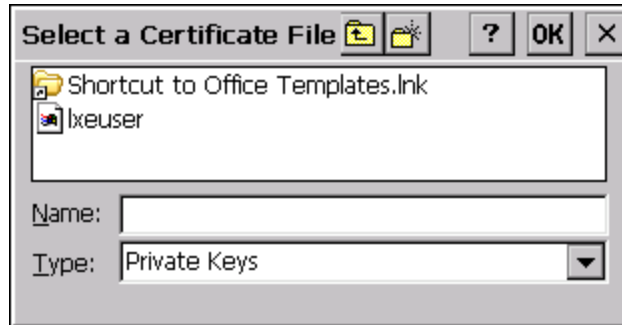 Select a Certificate File ? OK ×
Shortcut to Office Templates.lnk
lxeuser
Name:
Type: Private Keys